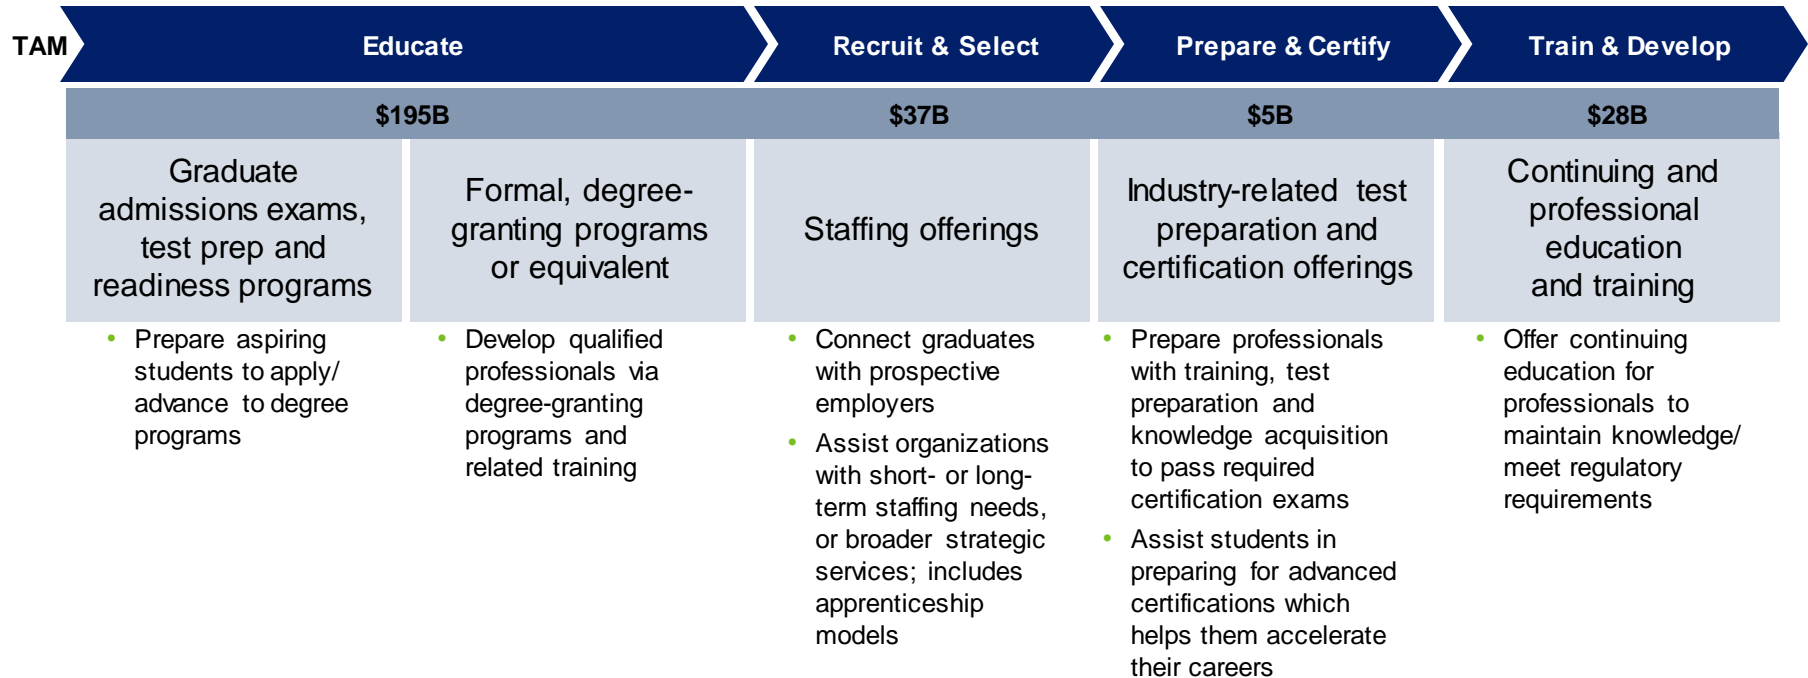 TAM
Educate
Recruit & Select
Prepare & Certify
Train & Develop
$195B
$37B
$5B
$28B
Graduate
admissions exams,
test prep and
readiness programs
Formal, degree-
granting programs
or equivalent
Staffing offerings
Industry-related test
preparation and
certification offerings
Continuing and
professional
education
and training
• Prepare aspiring
students to apply/
advance to degree
programs
• Develop qualified
professionals via
degree-granting
programs and
related training
• Connect graduates
with prospective
employers
• Assist organizations
with short- or long-
term staffing needs,
or broader strategic
services; includes
apprenticeship
models
• Prepare professionals
with training, test
preparation and
knowledge acquisition
to pass required
certification exams
• Assist students in
preparing for advanced
certifications which
helps them accelerate
their careers
• Offer continuing
education for
professionals to
maintain knowledge/
meet regulatory
requirements